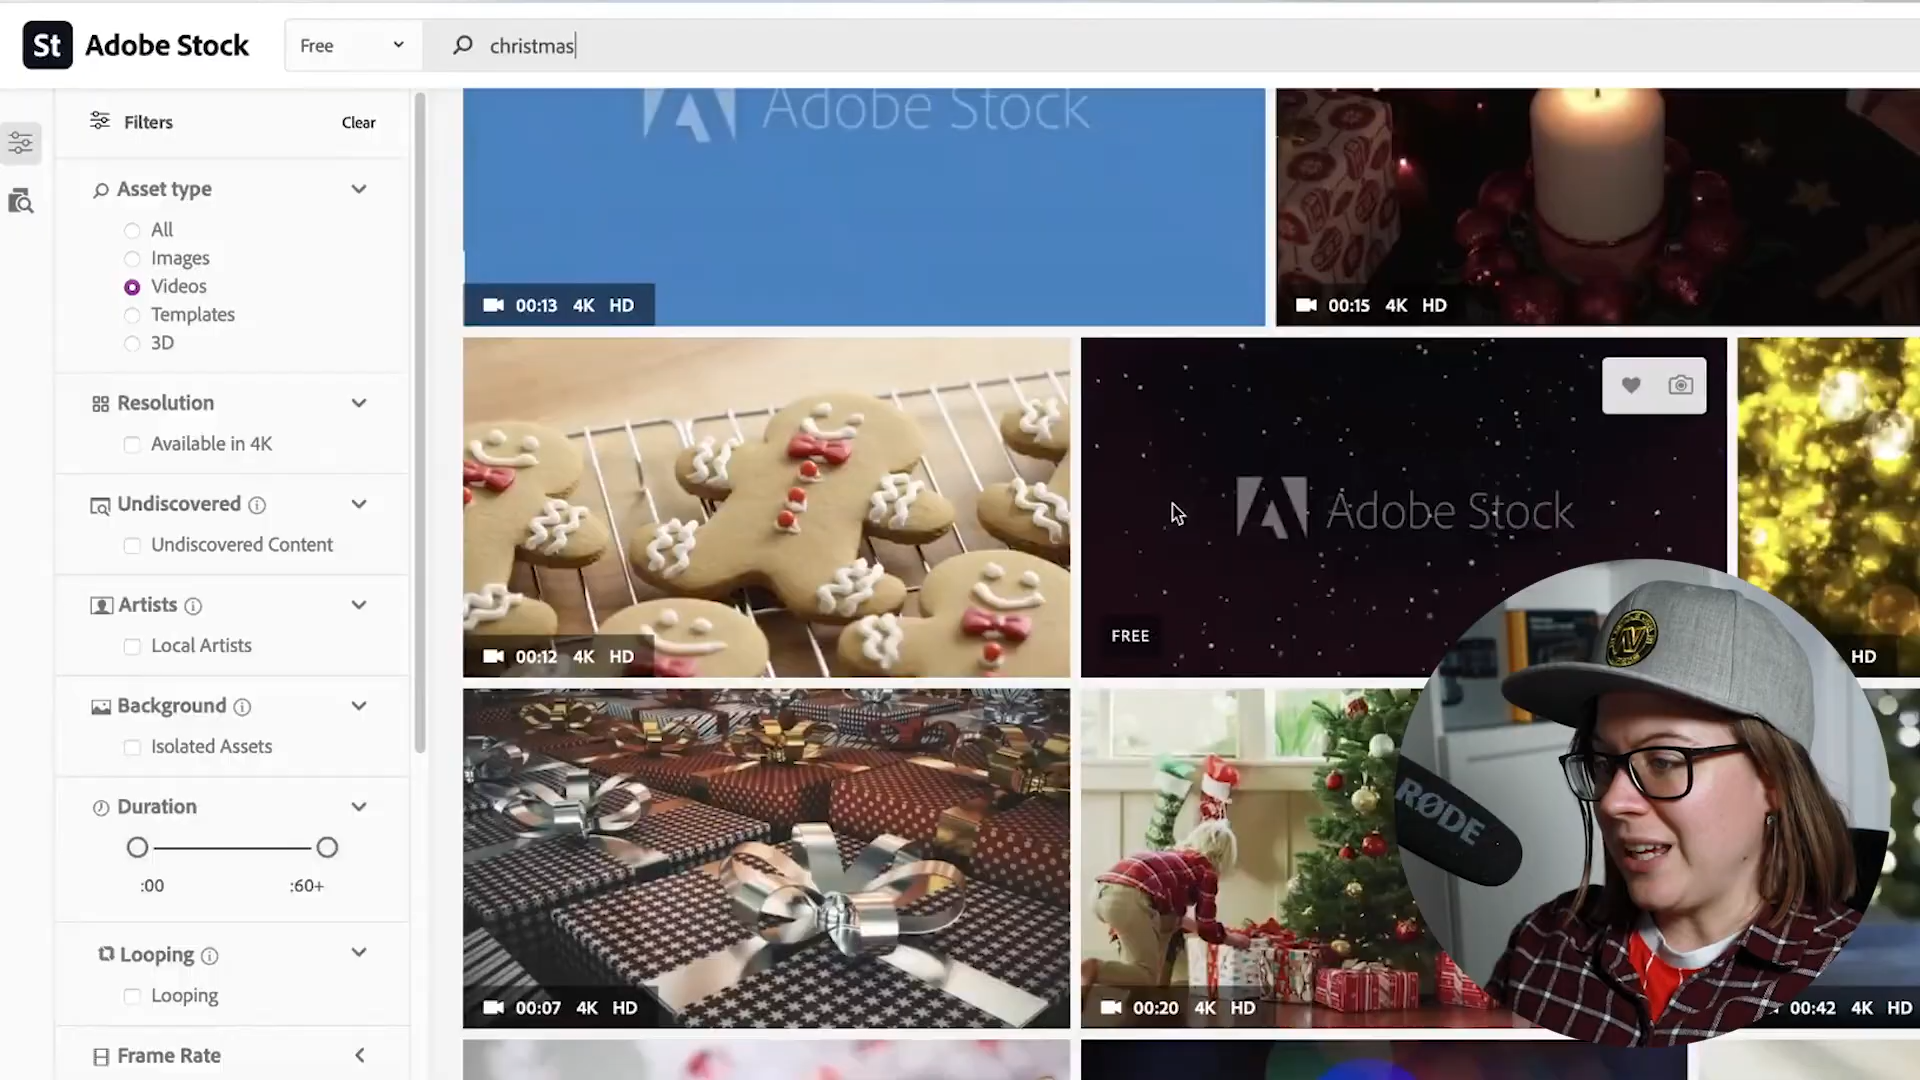 St Adobe Stock
Free
christmas
Filters
Clear
Asset type
All
Images
Videos
Templates
3D
Resolution
Available in 4K
Undiscovered
Undiscovered Content
Artists
Local Artists
Background
Isolated Assets
Duration
:00
:60+
Looping
Looping
Frame Rate
Adobe Stock
00:13 4K HD
00:15 4K HD
00:12 4K HD
Adobe Stock
FREE
HD
00:07 4K HD
00:20 4K HD
00:42 4K HD
RØDE